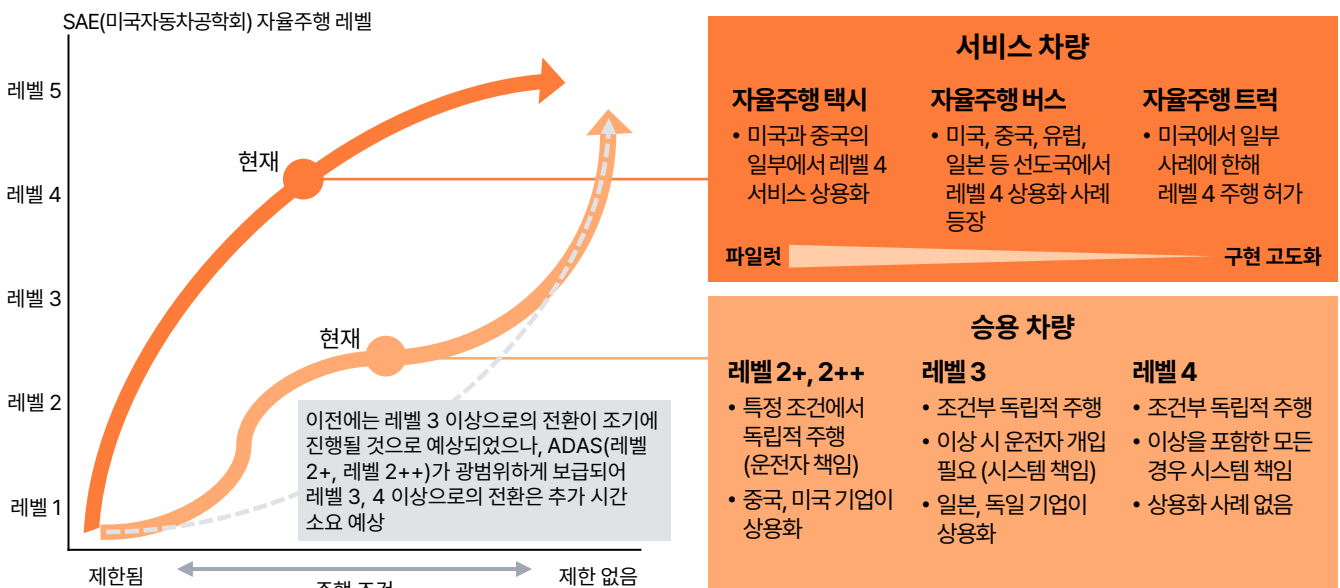 SAE(미국자동차공학회) 자율주행 레벨
레벨 5
레벨 4
레벨 3
레벨 2
레벨 1
현재
현재
이전에는 레벨 3 이상으로의 전환이 조기에
진행될 것으로 예상되었으나, ADAS(레벨
2+, 레벨 2++)가 광범위하게 보급되어
레벨 3, 4 이상으로의 전환은 추가 시간
소요 예상
제한됨
주행 조건
제한 없음
서비스 차량
자율주행 택시
• 미국과 중국의
일부에서 레벨 4
서비스 상용화
자율주행 버스
• 미국, 중국, 유럽,
일본 등 선도국에서
레벨 4 상용화 사례
등장
자율주행 트럭
• 미국에서 일부
사례에 한해
레벨 4 주행 허가
파일럿
구현 고도화
승용 차량
레벨 2+, 2++
• 특정 조건에서
독립적 주행
(운전자 책임)
• 중국, 미국 기업이
상용화
레벨 3
• 조건부 독립적 주행
• 이상 시 운전자 개입
필요 (시스템 책임)
• 일본, 독일 기업이
상용화
레벨 4
• 조건부 독립적 주행
• 이상을 포함한 모든
경우 시스템 책임
• 상용화 사례 없음